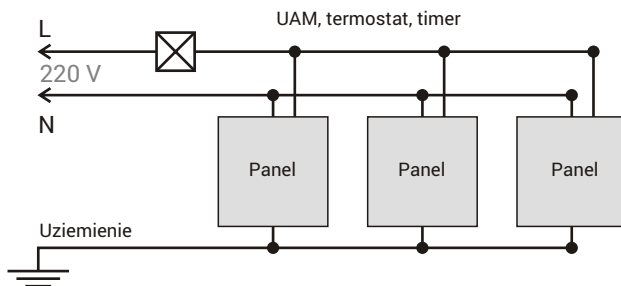 UAM, termostat, timer
L
220 V
N
Panel
Panel
Panel
Uziemienie